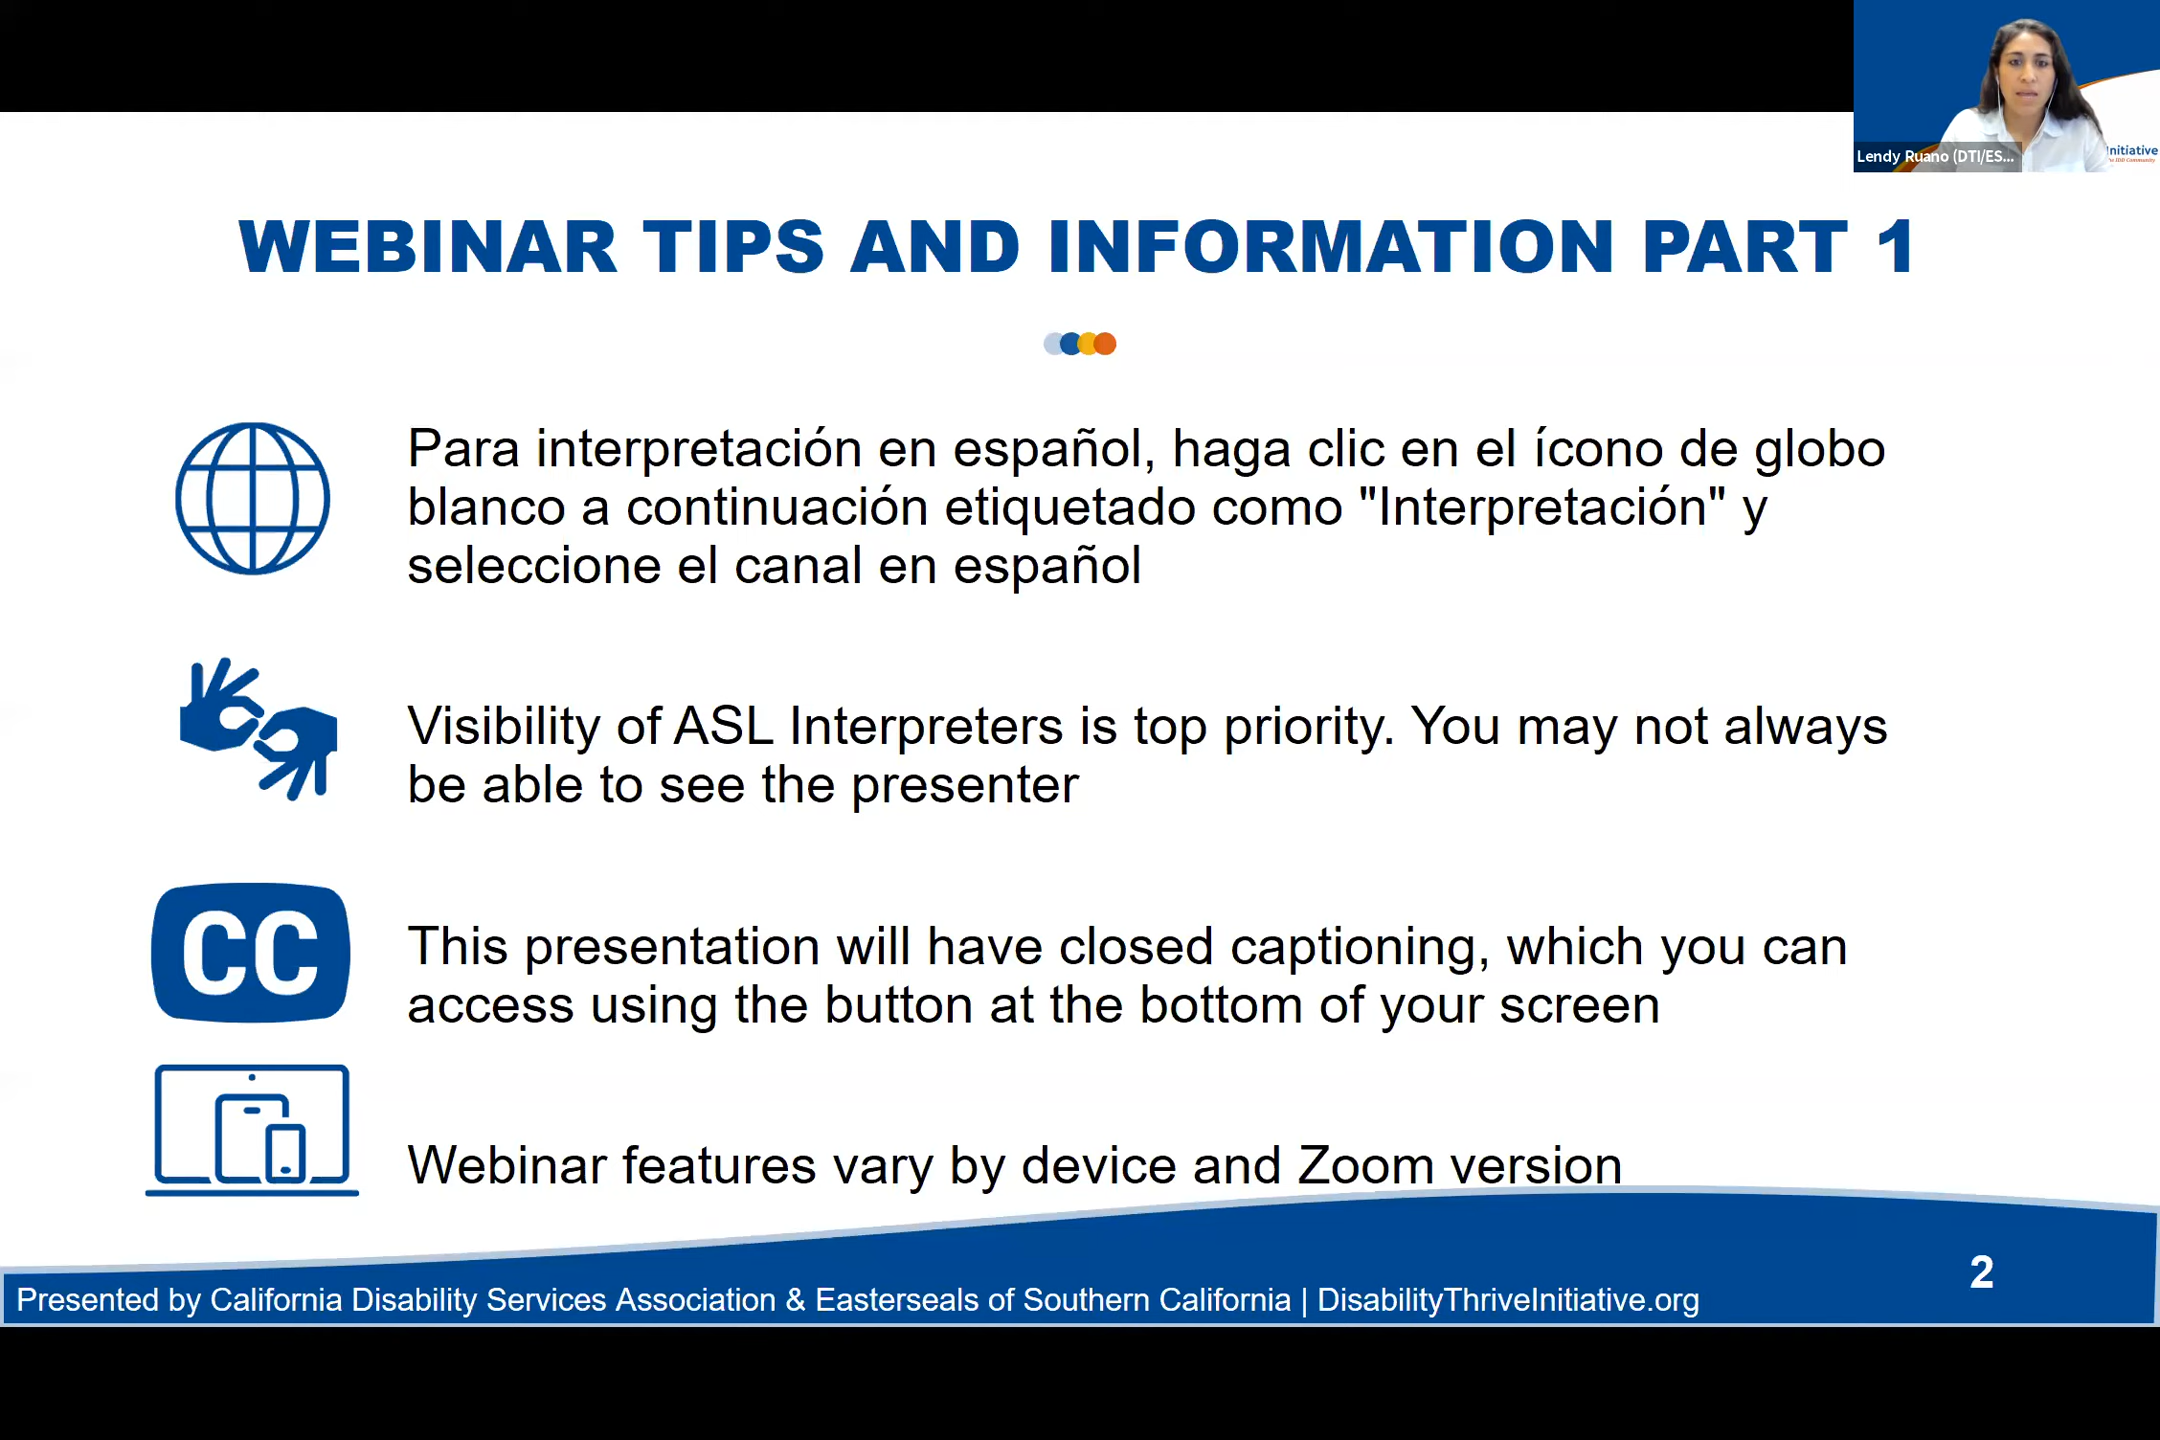 Lendy Ruano (DTI/ES...
nitiative
WEBINAR TIPS AND INFORMATION PART 1
Para interpretación en español, haga clic en el ícono de globo
blanco a continuación etiquetado como "Interpretación" y
seleccione el canal en español
Visibility of ASL Interpreters is top priority. You may not always
be able to see the presenter
CC
This presentation will have closed captioning, which you can
access using the button at the bottom of your screen
Webinar features vary by device and Zoom version
2
Presented by California Disability Services Association & Easterseals of Southern California | DisabilityThriveInitiative.org